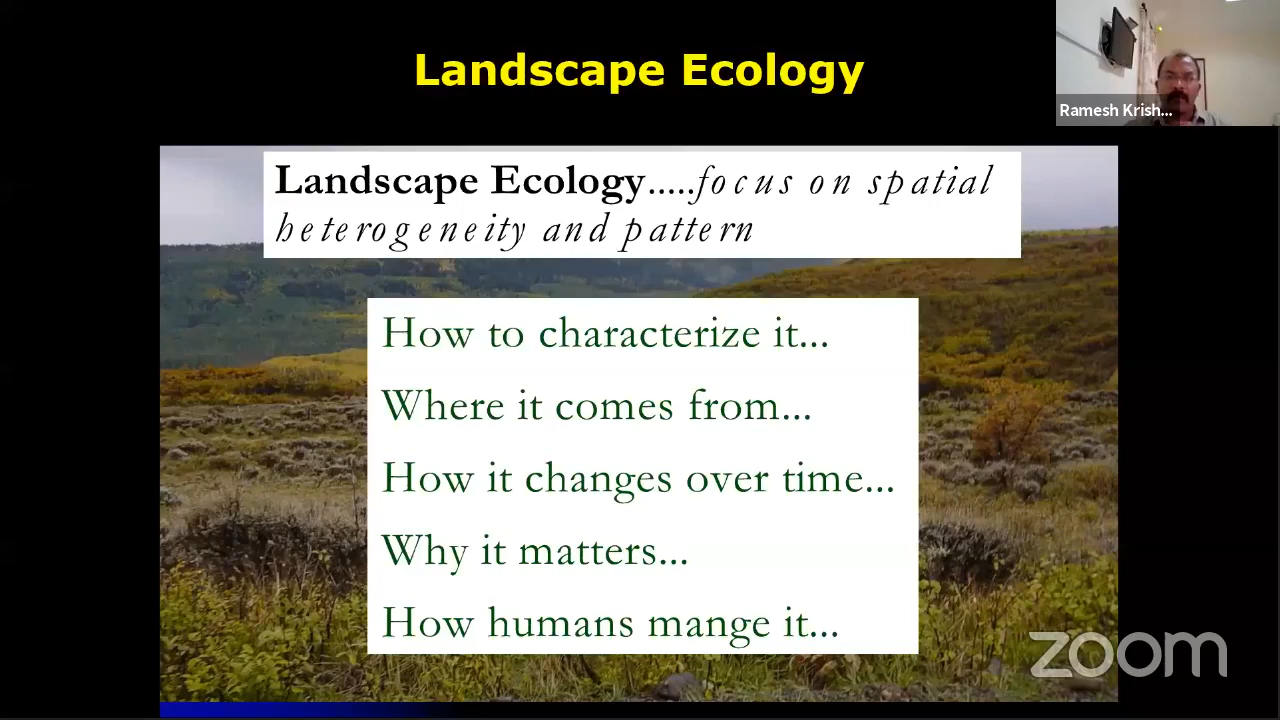 Landscape Ecology
Ramesh Krish...
Landscape Ecology.....focus on spatial
heterogeneity and pattern
How to characterize it...
Where it comes from...
How it changes over time...
Why it matters...
How humans mange it...
zoom